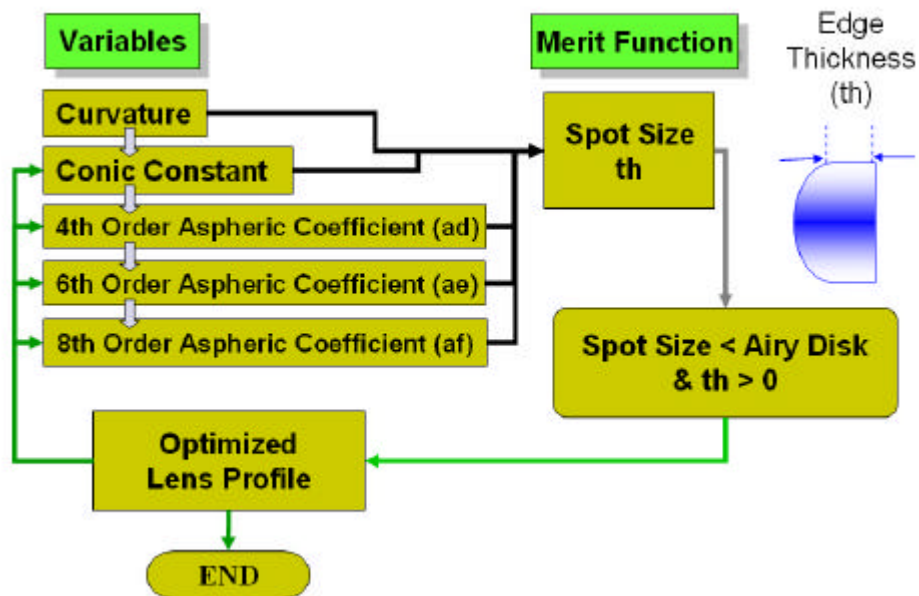 Variables
Merit Function
Edge
Thickness
(th)
Curvature
Conic Constant
4th Order Aspheric Coefficient (ad)
6th Order Aspheric Coefficient (ae)
8th Order Aspheric Coefficient (af)
Spot Size
th
Spot Size < Airy Disk
& th > 0
Optimized
Lens Profile
END